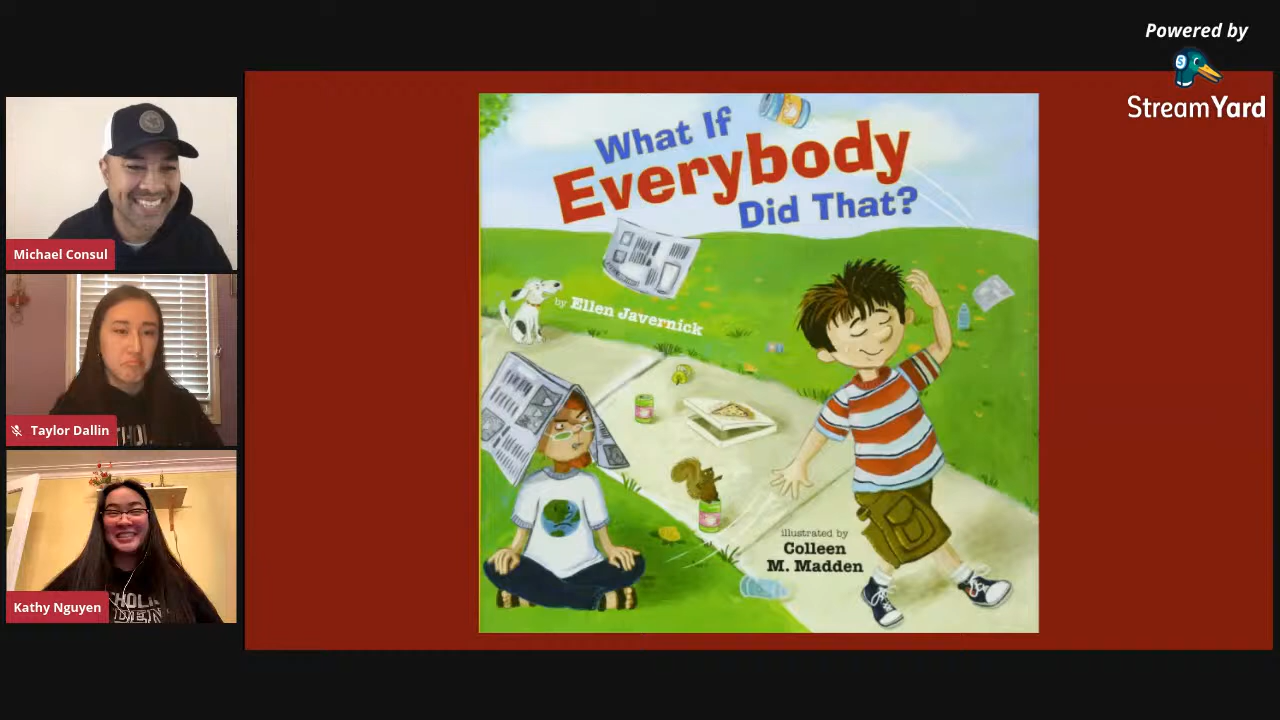 Powered by
StreamYard
Michael Consul
Taylor Dallin
Kathy Nguyen
What If
Everybody
Did That?
by Ellen Javernick
illustrated by
Colleen
M. Madden